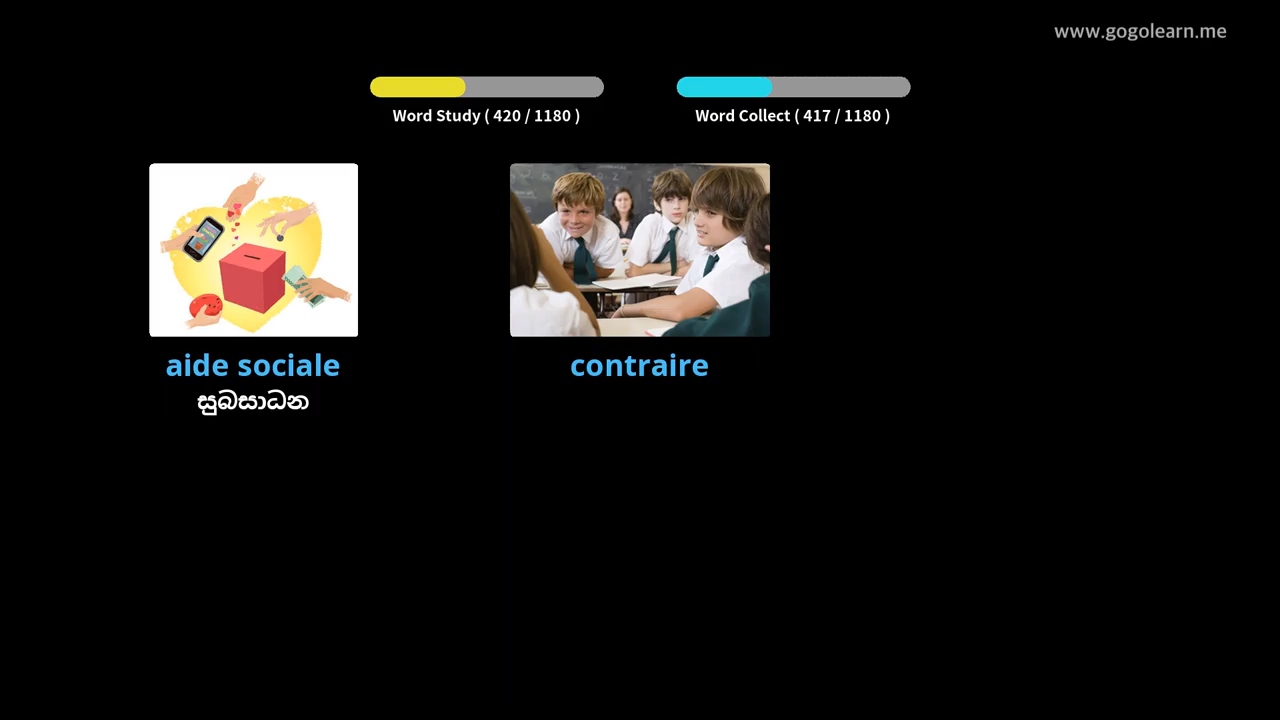 www.gogolearn.me
Word Study ( 420 / 1180 )
Word Collect ( 417 / 1180 )
aide sociale
සුබසාධන
contraire